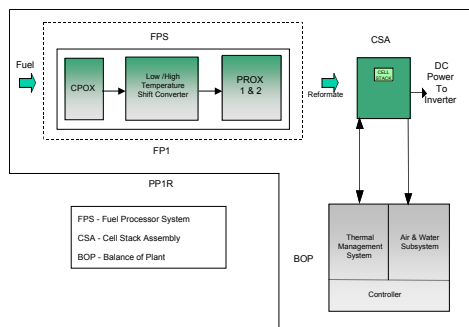 FPS
CSA
Fuel
CPOX
Low /High
Temperature
Shift Converter
PROX
1 & 2
Reformate
CELL
STACK
DC
Power
To
Inverter
FP1
PP1R
FPS - Fuel Processor System
CSA - Cell Stack Assembly
BOP - Balance of Plant
BOP
Thermal
Management
System
Air & Water
Subsystem
Controller